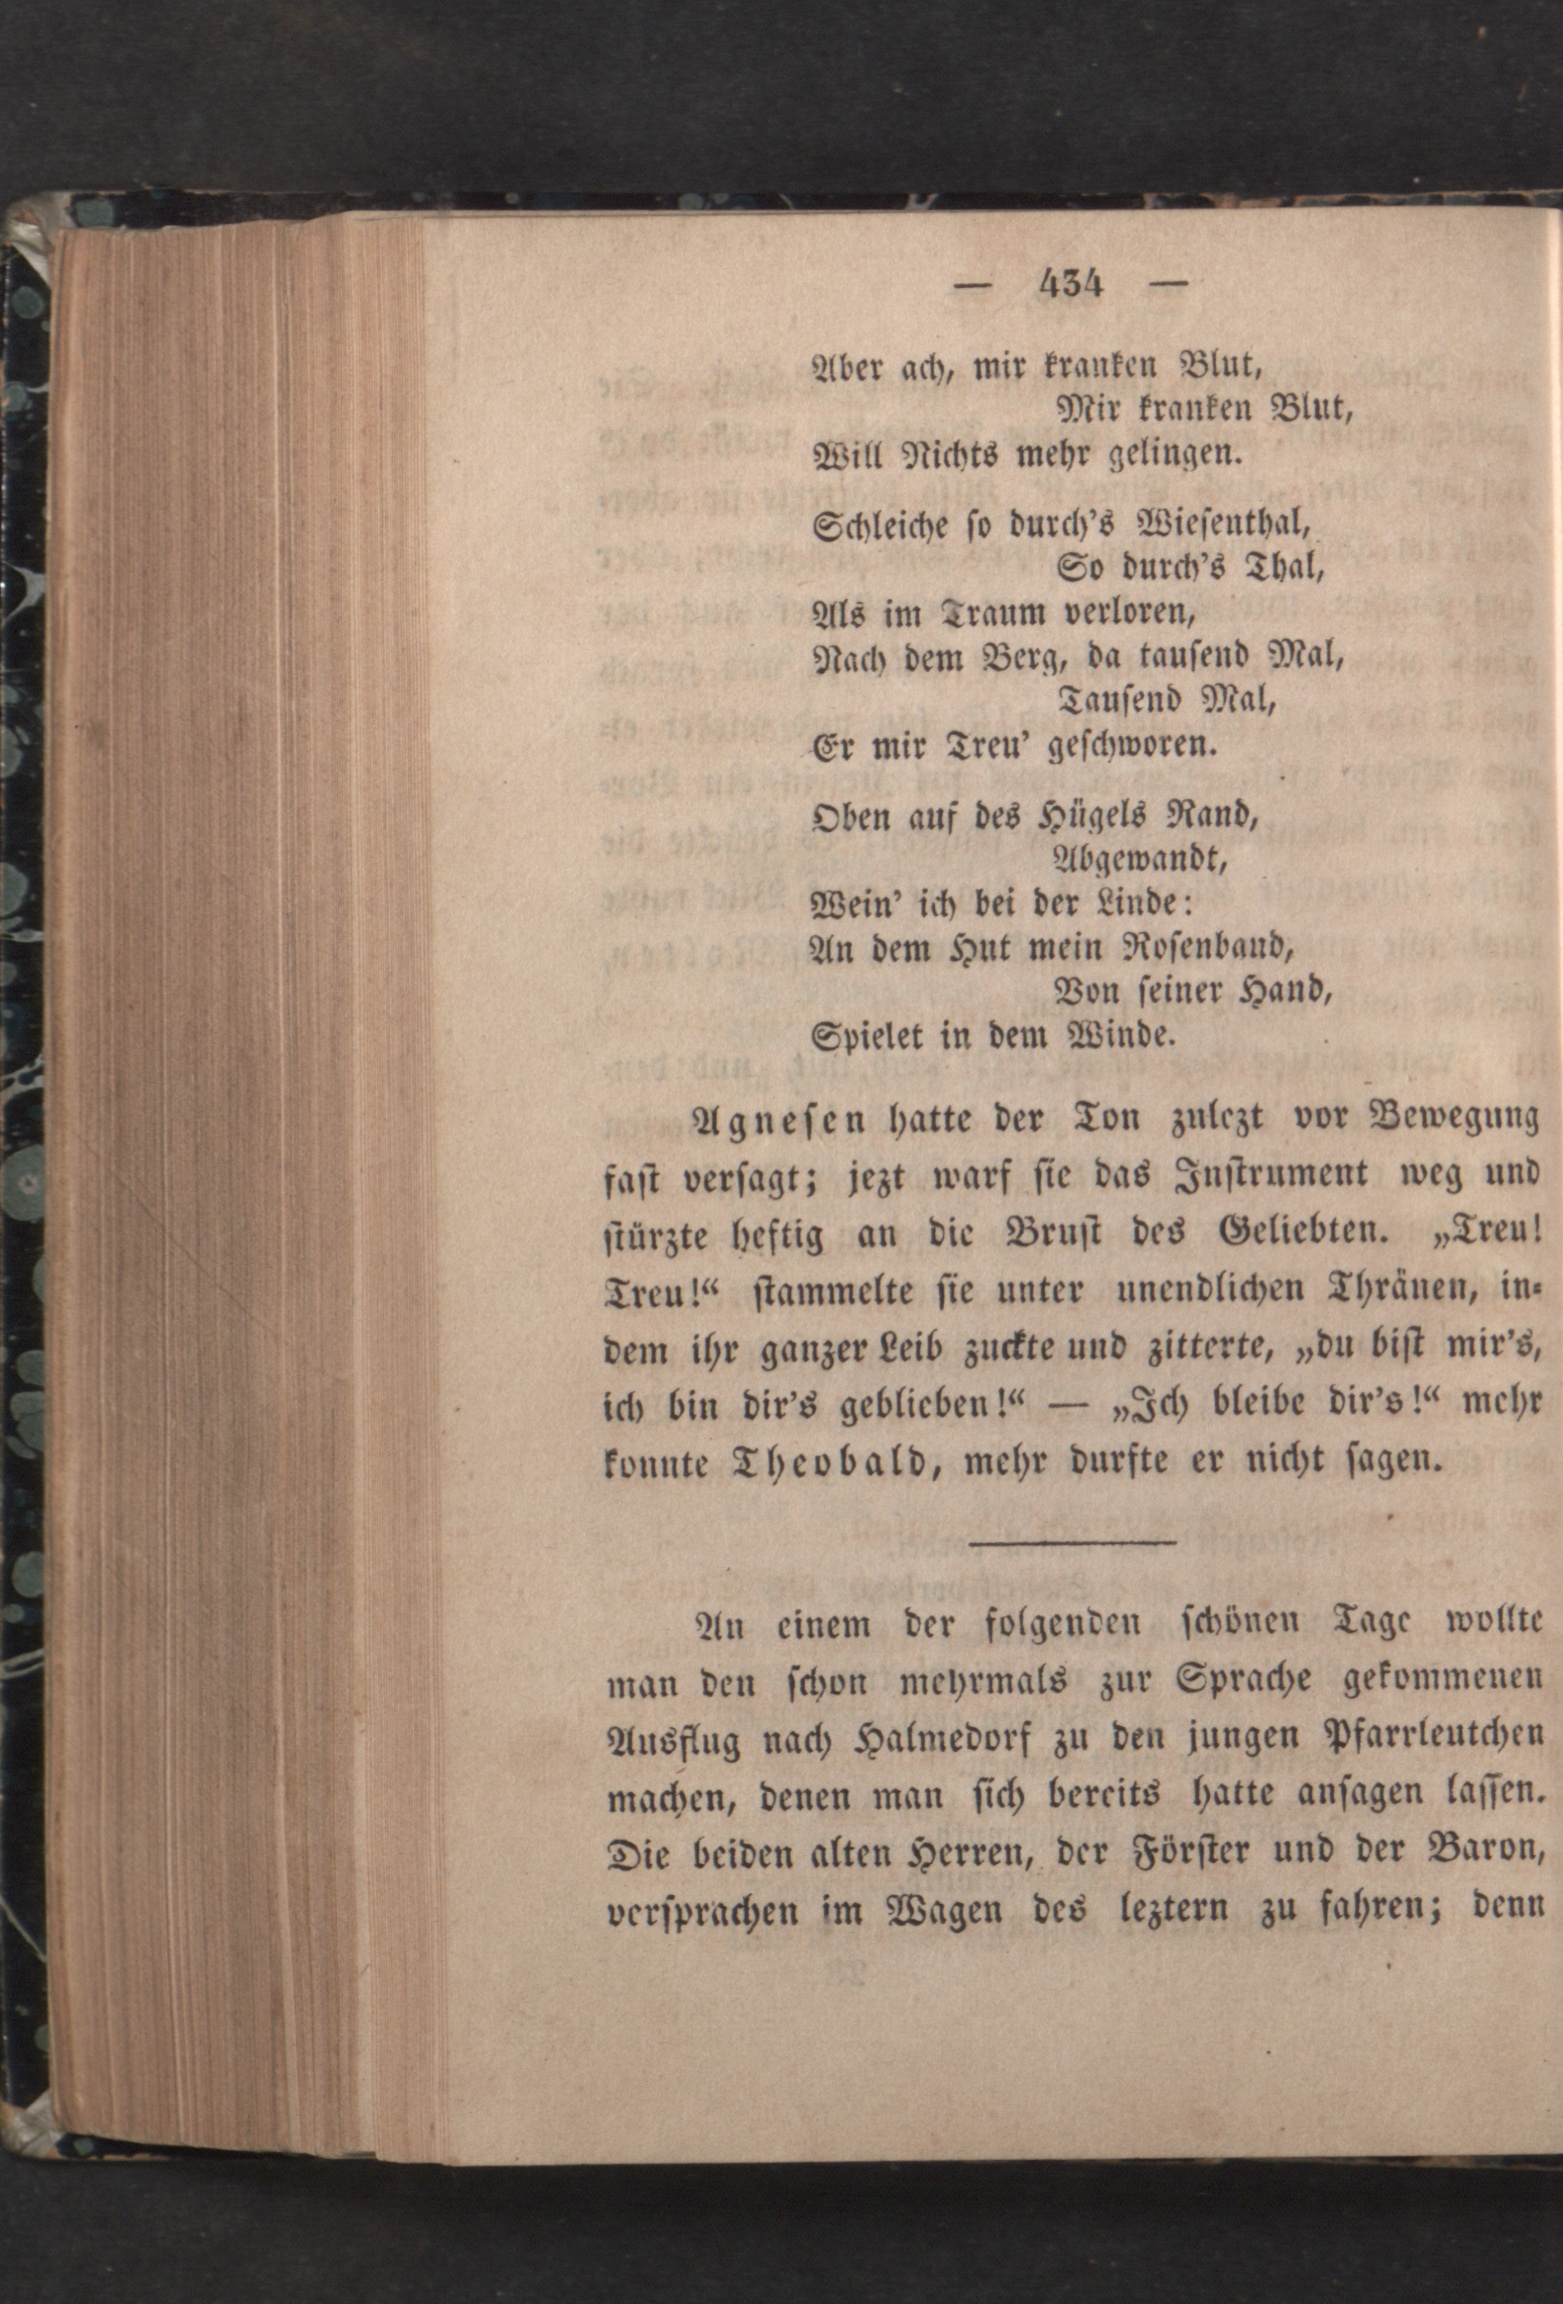 — 434 —
Aber ach, mir kranken Blut,
Mir kranken Blut,
Will Nichts mehr gelingen.
Schleiche so durch's Wiesenthal,
So durch's Thal,
Als im Traum verloren,
Nach dem Berg, da tausend Mal,
Tausend Mal,
Er mir Treu' geschworen.
Oben auf des Hügels Rand,
Abgewandt,
Wein' ich bei der Linde:
An dem Hut mein Rosenband,
Von seiner Hand,
Spielet in dem Winde.
Agnesen hatte der Ton zulezt vor Bewegung
fast versagt; jezt warf sie das Instrument weg und
stürzte heftig an die Brust des Geliebten. „Treu!
Treu!“ stammelte sie unter unendlichen Thränen, in-
dem ihr ganzer Leib zuckte und zitterte, „du bist mir's,
ich bin dir's geblieben!“ — „Ich bleibe dir's!“ mehr
konnte Theobald, mehr durfte er nicht sagen.
An einem der folgenden schönen Tage wollte
man den schon mehrmals zur Sprache gekommenen
Ausflug nach Halmedorf zu den jungen Pfarrleutchen
machen, denen man sich bereits hatte ansagen lassen.
Die beiden alten Herren, der Förster und der Baron,
versprachen im Wagen des leztern zu fahren; denn